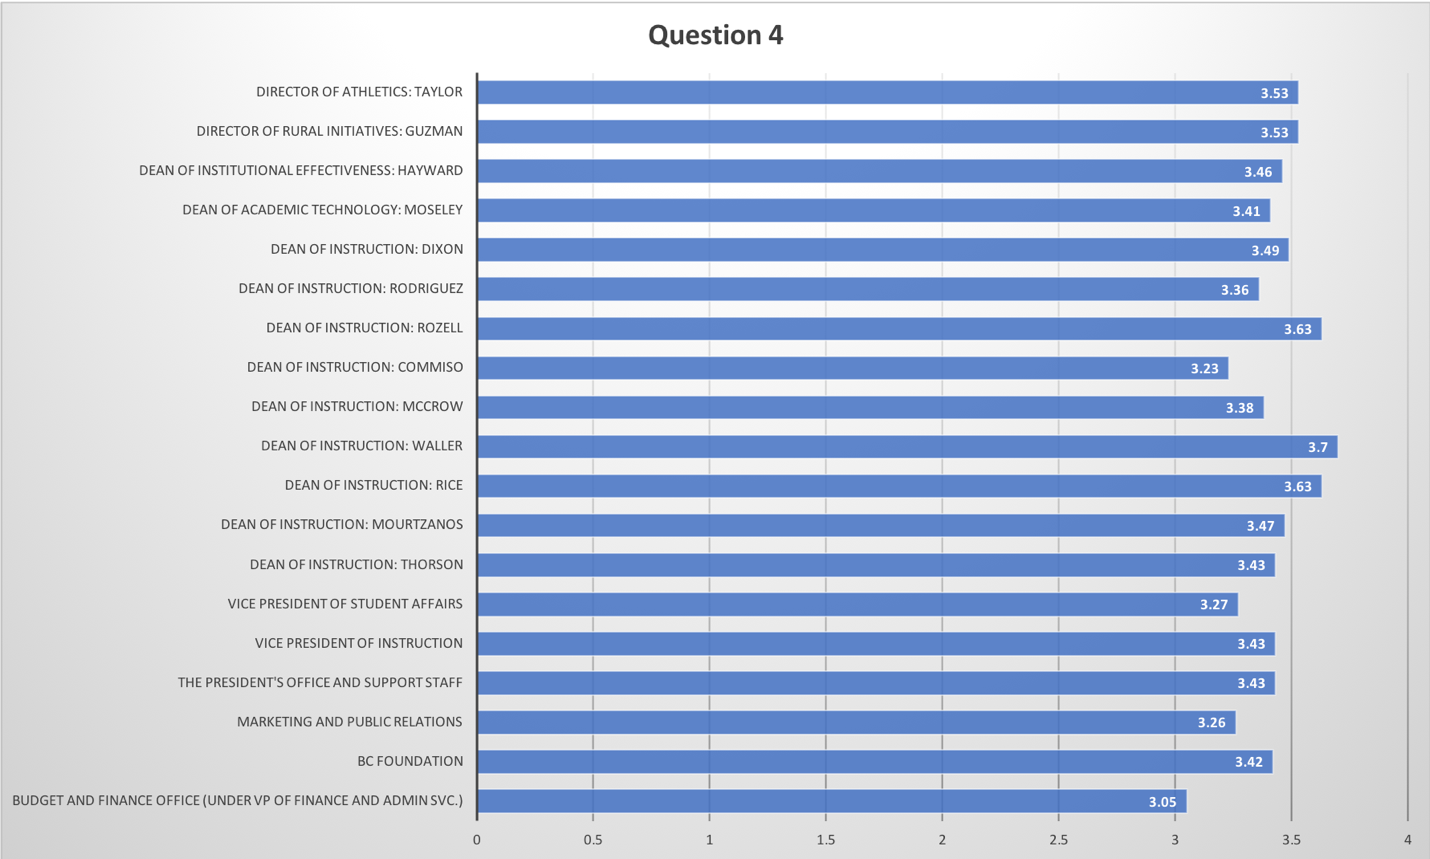 Question 4
DIRECTOR OF ATHLETICS: TAYLOR 3.53
DIRECTOR OF RURAL INITIATIVES: GUZMAN 3.53
DEAN OF INSTITUTIONAL EFFECTIVENESS: HAYWARD 3.46
DEAN OF ACADEMIC TECHNOLOGY: MOSELEY 3.41
DEAN OF INSTRUCTION: DIXON 3.49
DEAN OF INSTRUCTION: RODRIGUEZ 3.36
DEAN OF INSTRUCTION: ROZELL 3.63
DEAN OF INSTRUCTION: COMMISO 3.23
DEAN OF INSTRUCTION: MCCROW 3.38
DEAN OF INSTRUCTION: WALLER 3.7
DEAN OF INSTRUCTION: RICE 3.63
DEAN OF INSTRUCTION: MOURTZANOS 3.47
DEAN OF INSTRUCTION: THORSON 3.43
VICE PRESIDENT OF STUDENT AFFAIRS 3.27
VICE PRESIDENT OF INSTRUCTION 3.43
THE PRESIDENT'S OFFICE AND SUPPORT STAFF 3.43
MARKETING AND PUBLIC RELATIONS 3.26
BC FOUNDATION 3.42
BUDGET AND FINANCE OFFICE (UNDER VP OF FINANCE AND ADMIN SVC.) 3.05
0 0.5 1 1.5 2 2.5 3 3.5 4